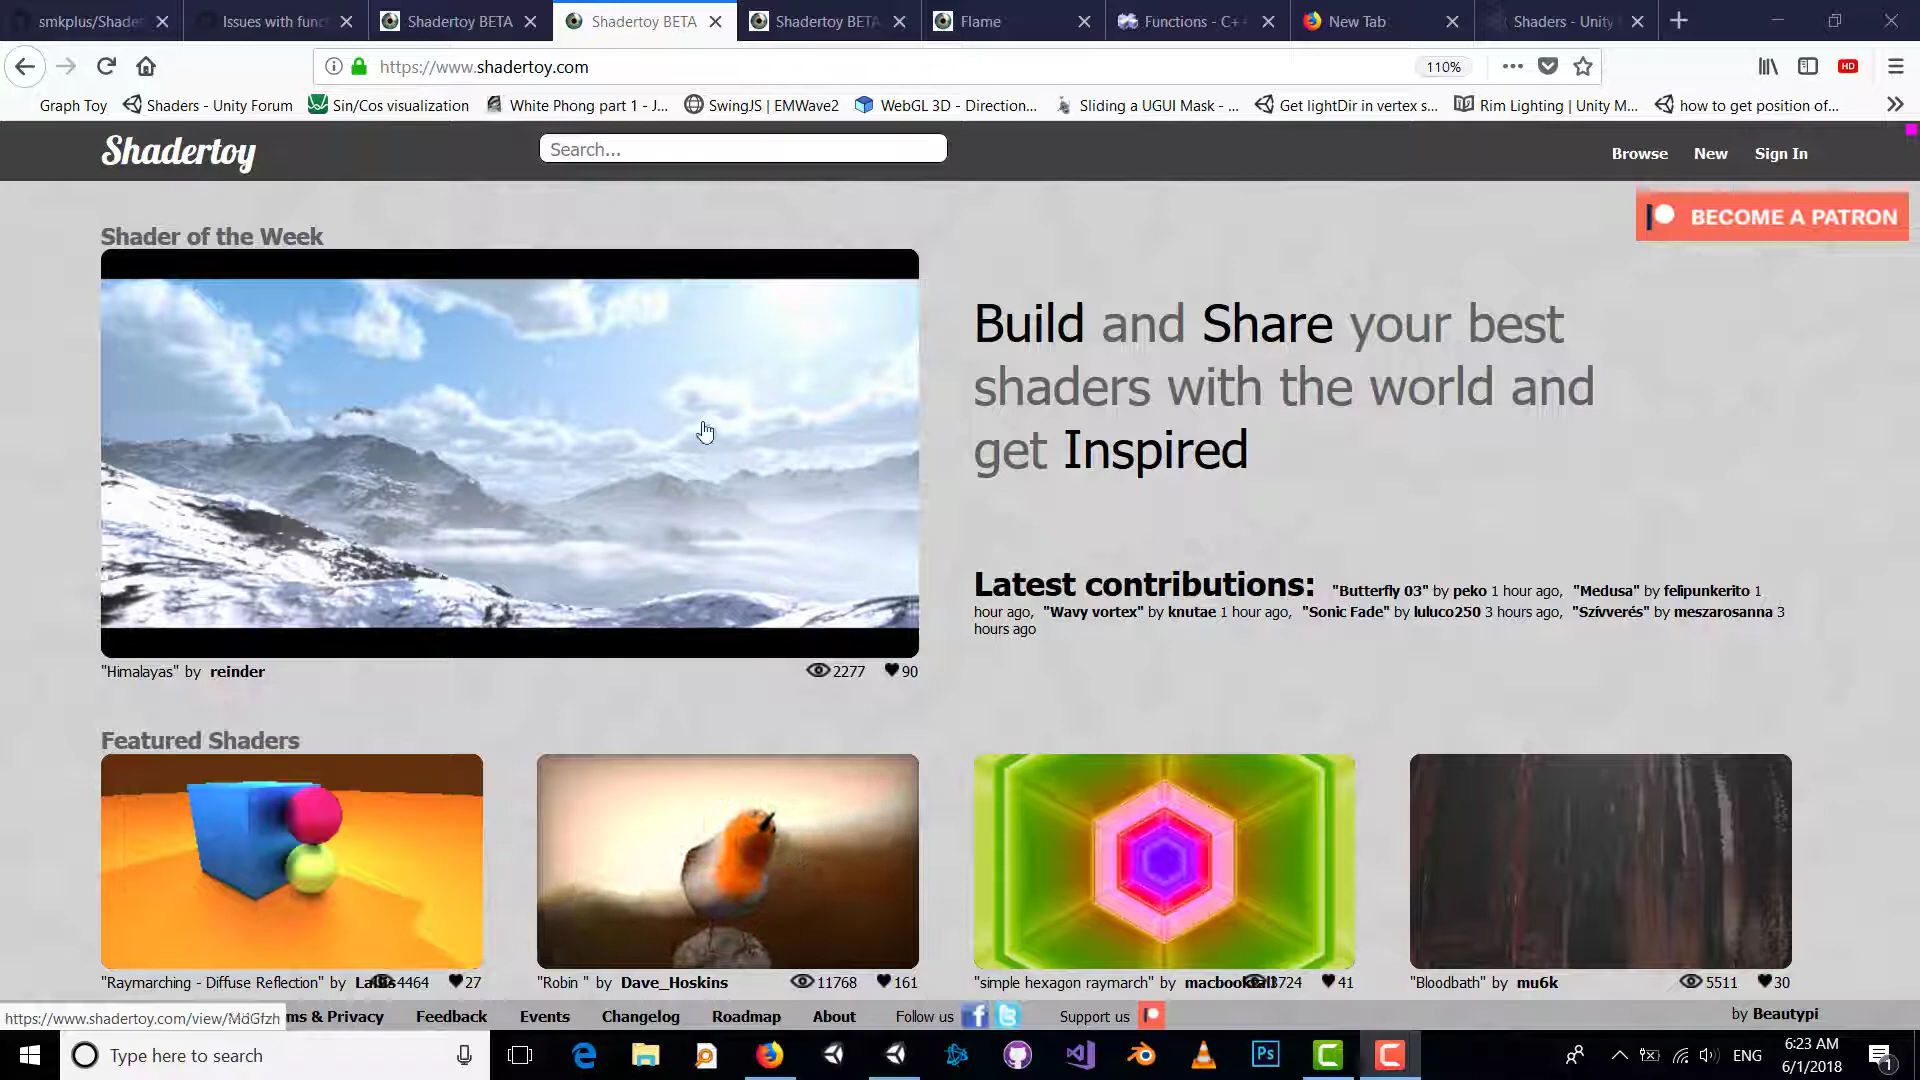 smkplus/Shader
Issues with func
Shadertoy BETA
Shadertoy BETA
Shadertoy BETA
Flame
Functions - C++
New Tab
Shaders - Unity
https://www.shadertoy.com
110%
HD
Graph Toy
Shaders - Unity Forum
Sin/Cos visualization
White Phong part 1 - J...
SwingJS | EMWave2
WebGL 3D - Direction...
Sliding a UGUI Mask - ...
Get lightDir in vertex s...
Rim Lighting | Unity M...
how to get position of...
Shadertoy
Search...
Browse
New
Sign In
BECOME A PATRON
Shader of the Week
Build and Share your best
shaders with the world and
get Inspired
Latest contributions: "Butterfly 03" by peko 1 hour ago, "Medusa" by felipunkerito 1
hour ago, "Wavy vortex" by knutae 1 hour ago, "Sonic Fade" by luluco250 3 hours ago, "Szívverés" by meszarosanna 3
hours ago
"Himalayas" by reinder
2277
90
Featured Shaders
"Raymarching - Diffuse Reflection" by
4464
27
"Robin " by Dave_Hoskins
11768
161
"simple hexagon raymarch" by
3724
41
"Bloodbath" by mu6k
5511
30
https://www.shadertoy.com/view/MdGfzh
ms & Privacy
Feedback
Events
Changelog
Roadmap
About
Follow us
Support us
by Beautypi
Type here to search
Ps
ENG
6:23 AM
6/1/2018
1